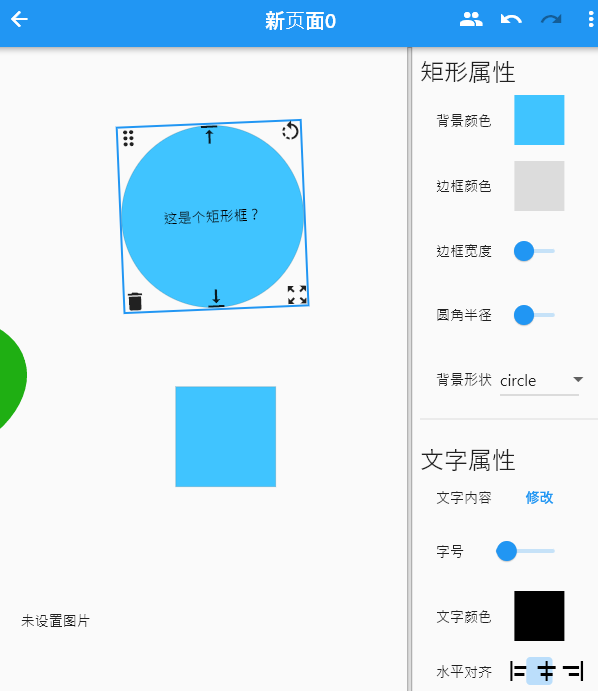 新页面0
这是个矩形框？
未设置图片
矩形属性
背景颜色
边框颜色
边框宽度
圆角半径
背景形状 circle
文字属性
文字内容 修改
字号
文字颜色
水平对齐